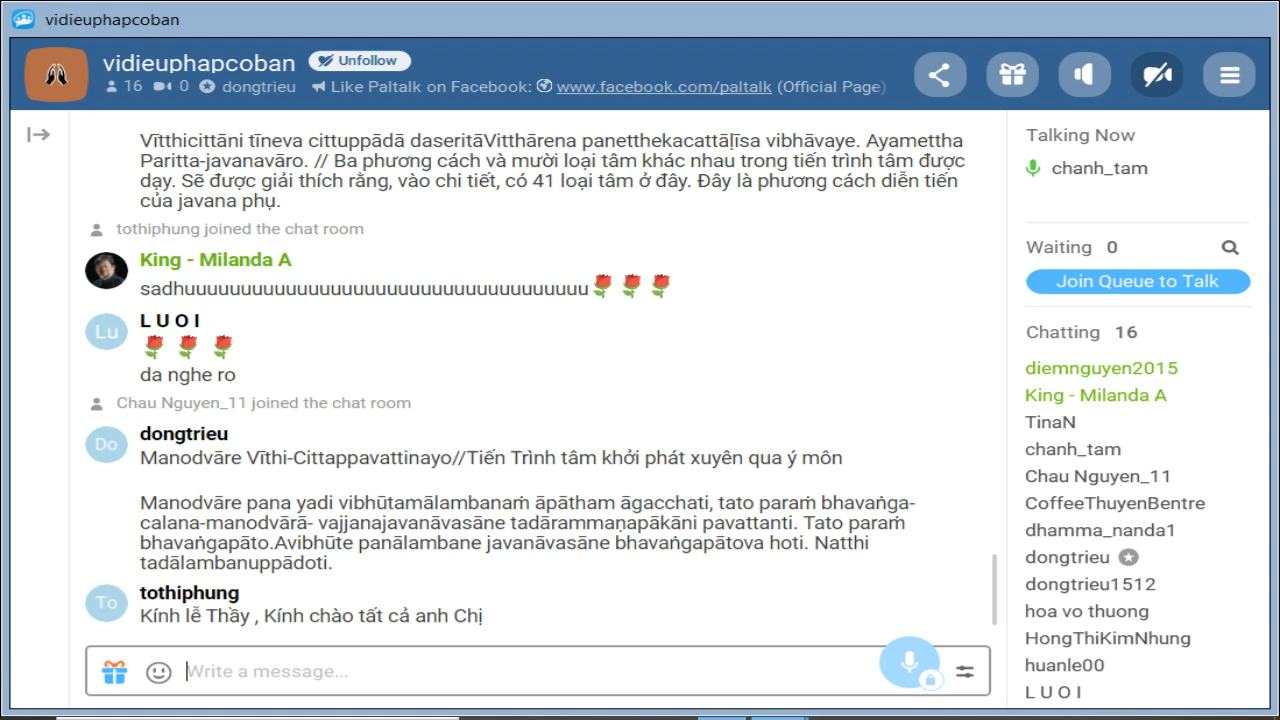 vidieuphapcoban
vidieuphapcoban Unfollow
16 0 dongtrieu Like Paltalk on Facebook: www.facebook.com/paltalk (Official Page)
Vītthicittāni tīneva cittuppādā daseritāVitthārena panetthekacattāḷīsa vibhāvaye. Ayamettha
Paritta-javanavāro. // Ba phương cách và mười loại tâm khác nhau trong tiến trình tâm được
dạy. Sẽ được giải thích rằng, vào chi tiết, có 41 loại tâm ở đây. Đây là phương cách diễn tiến
của javana phụ.
tothiphung joined the chat room
King - Milanda A
sadhuuuuuuuuuuuuuuuuuuuuuuuuuuuuuuuuuuuu🌹🌹🌹
Lu
L U O I
🌹🌹🌹
da nghe ro
Chau Nguyen_11 joined the chat room
Do
dongtrieu
Manodvāre Vīthi-Cittappavattinayo//Tiến Trình tâm khởi phát xuyên qua ý môn
Manodvāre pana yadi vibhūtamālambanaṁ āpātham āgacchati, tato paraṁ bhavaṅga-
calana-manodvārā- vajjanajavanāvasāne tadārammaṇapākāni pavattanti. Tato paraṁ
bhavaṅgapāto.Avibhūte panālambane javanāvasāne bhavaṅgapātova hoti. Natthi
tadālambanuppādoti.
To
tothiphung
Kính lễ Thầy , Kính chào tất cả anh Chị
Write a message...
Talking Now
chanh_tam
Waiting 0
Join Queue to Talk
Chatting 16
diemnguyen2015
King - Milanda A
TinaN
chanh_tam
Chau Nguyen_11
CoffeeThuyenBentre
dhamma_nanda1
dongtrieu
dongtrieu1512
hoa vo thuong
HongThiKimNhung
huanle00
L U O I